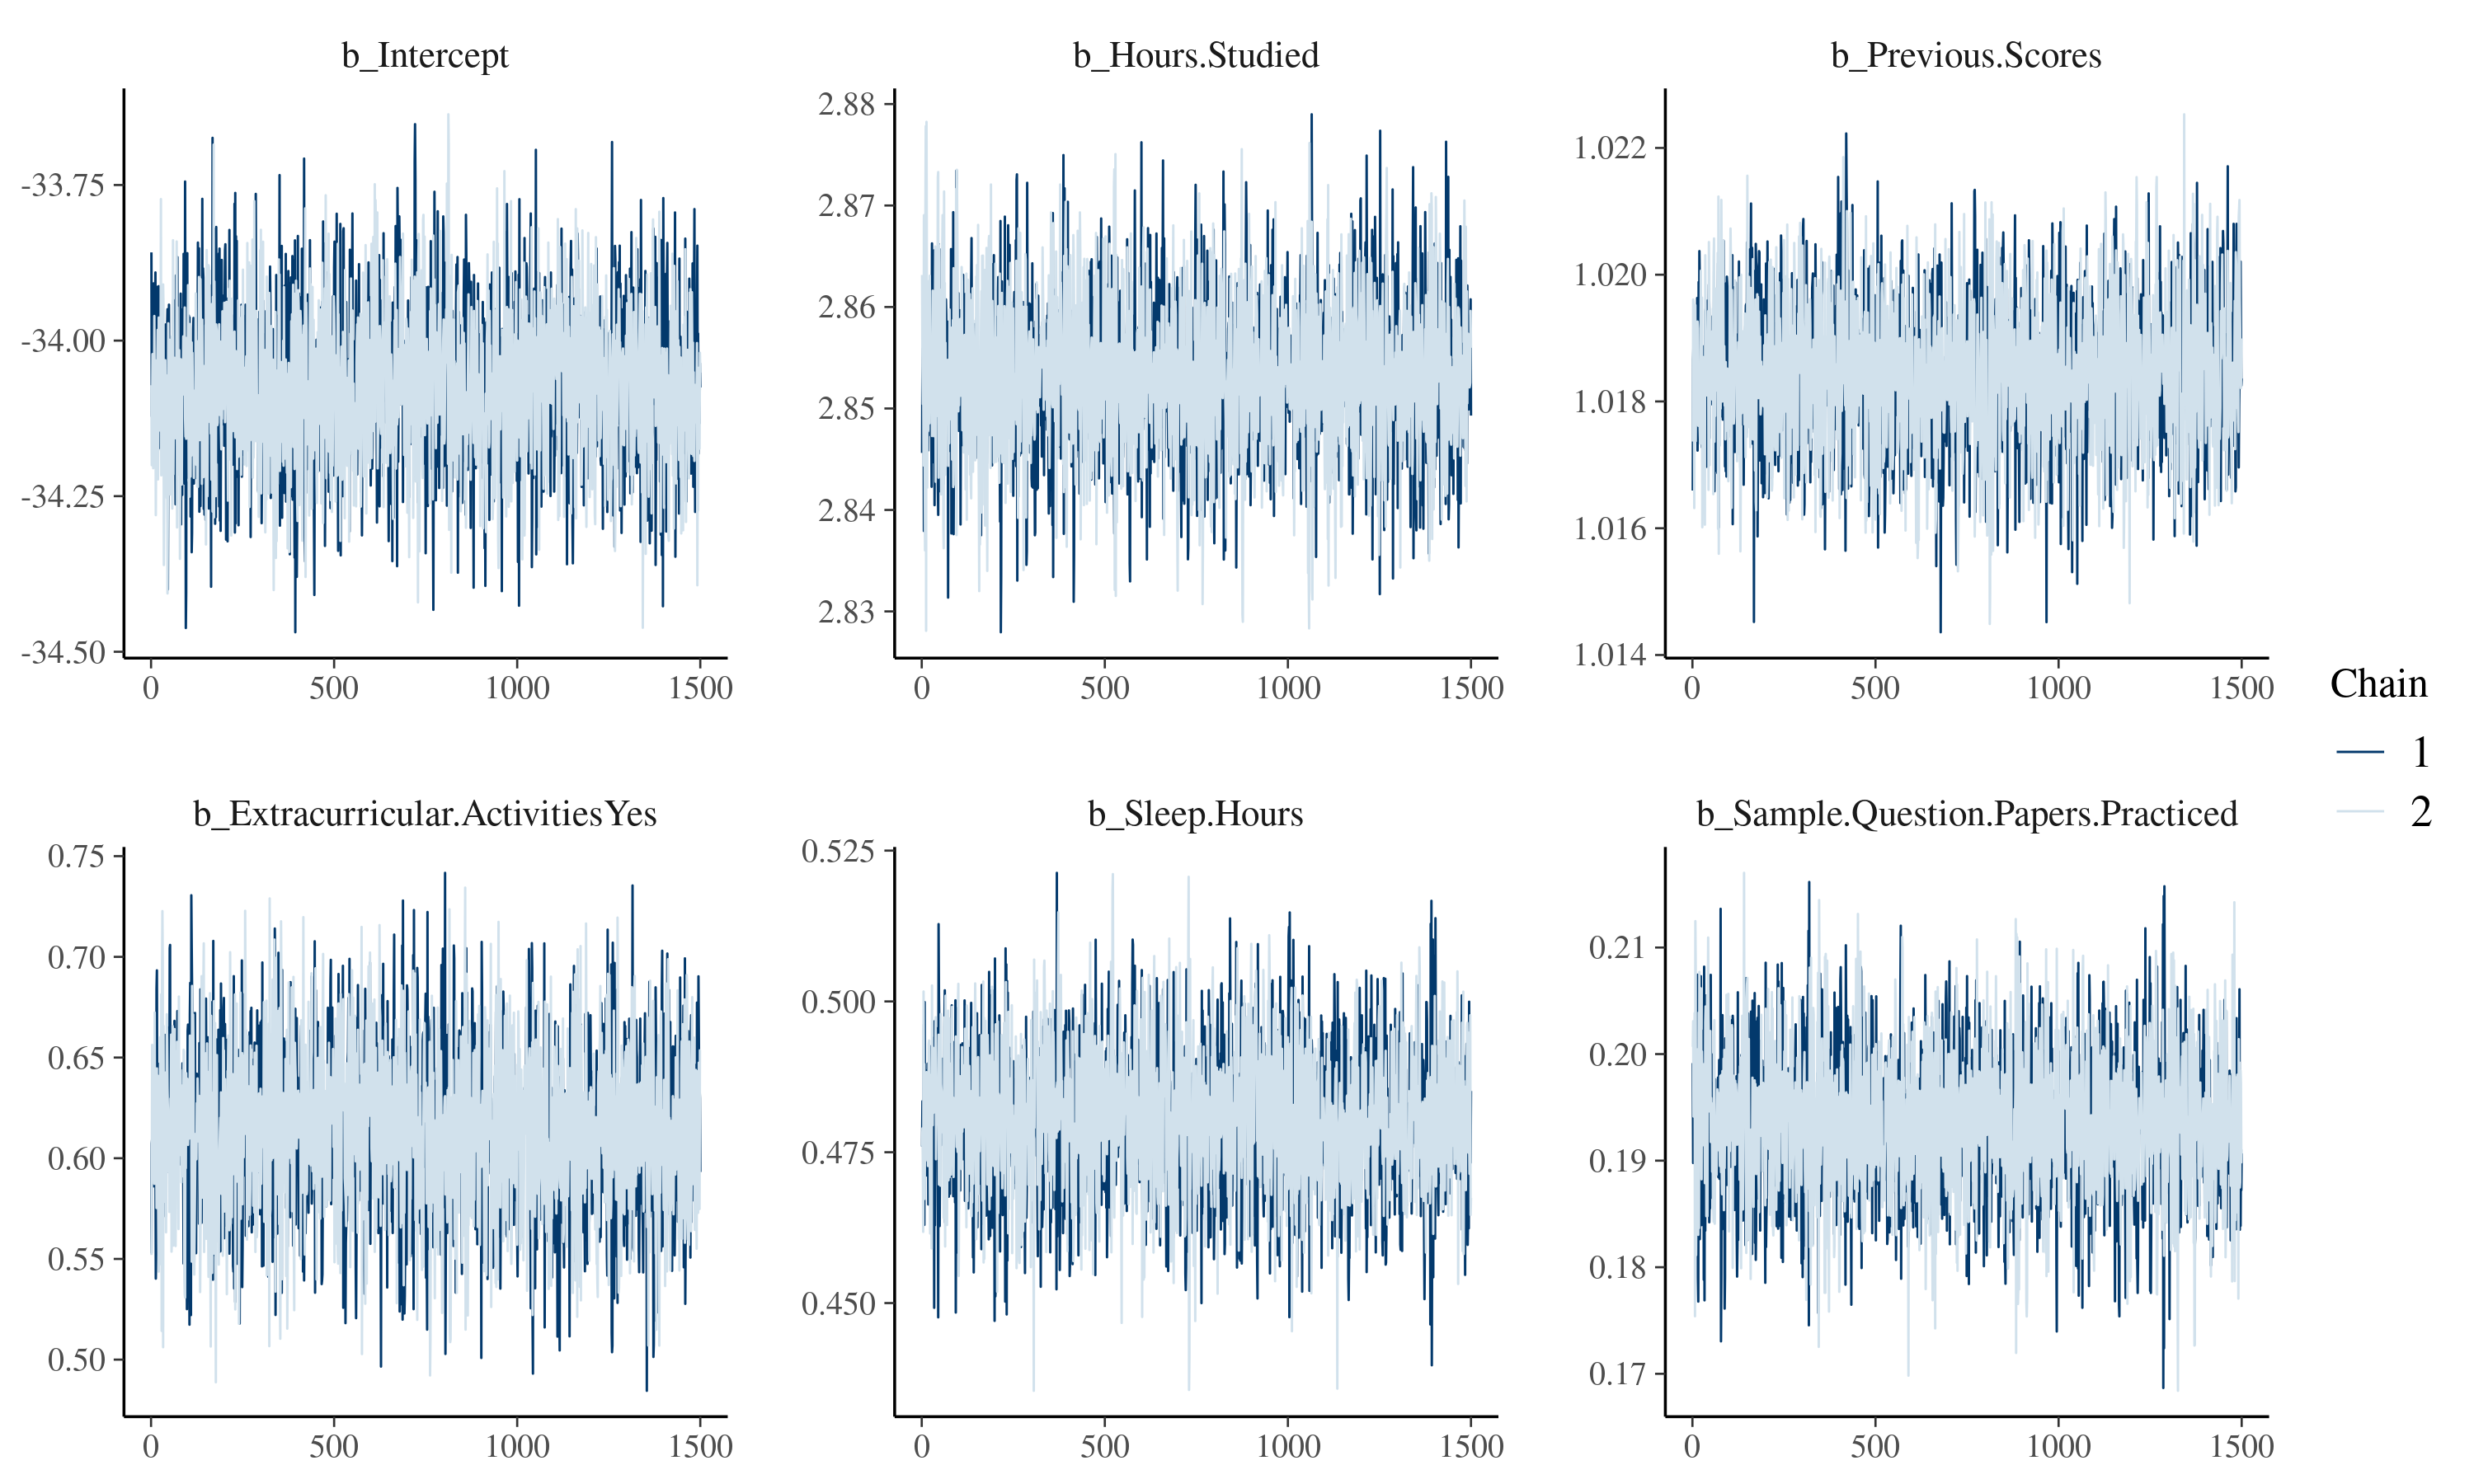 b_Intercept
-33.75
-34.00
-34.25
-34.50
0 500 1000 1500
b_Hours.Studied
2.88
2.87
2.86
2.85
2.84
2.83
0 500 1000 1500
b_Previous.Scores
1.022
1.020
1.018
1.016
1.014
0 500 1000 1500
b_Extracurricular.ActivitiesYes
0.75
0.70
0.65
0.60
0.55
0.50
0 500 1000 1500
b_Sleep.Hours
0.525
0.500
0.475
0.450
0 500 1000 1500
b_Sample.Question.Papers.Practiced
0.21
0.20
0.19
0.18
0.17
0 500 1000 1500
Chain
1
2